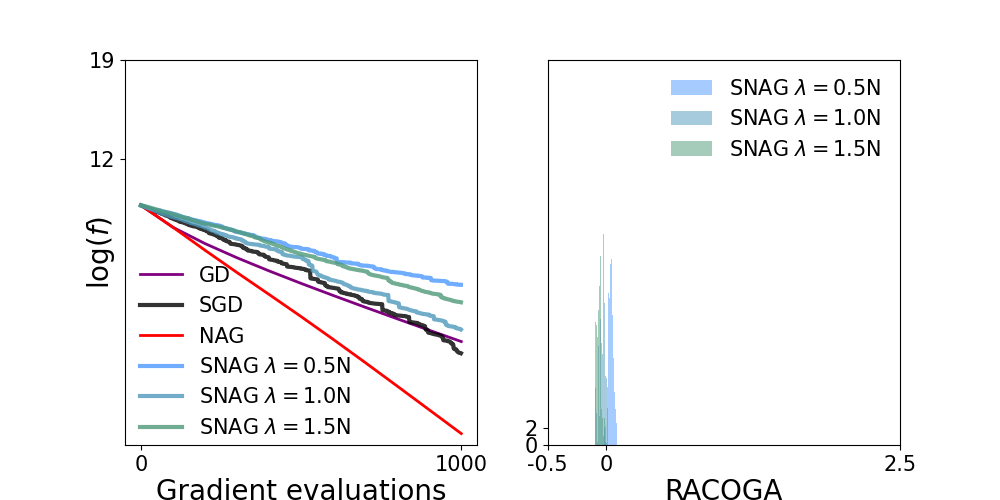 19
12
log(f)
GD
SGD
NAG
SNAG λ = 0.5N
SNAG λ = 1.0N
SNAG λ = 1.5N
0
1000
Gradient evaluations
SNAG λ = 0.5N
SNAG λ = 1.0N
SNAG λ = 1.5N
2
0
-0.5
0
2.5
RACOGA